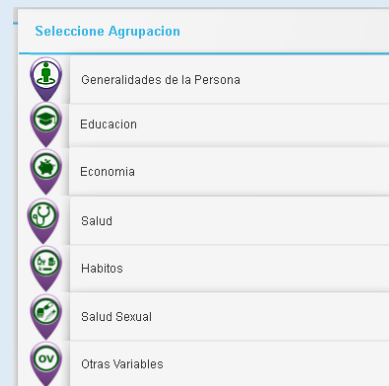 Seleccione Agrupacion
Generalidades de la Persona
Educacion
Economia
Salud
Habitos
Salud Sexual
OV Otras Variables